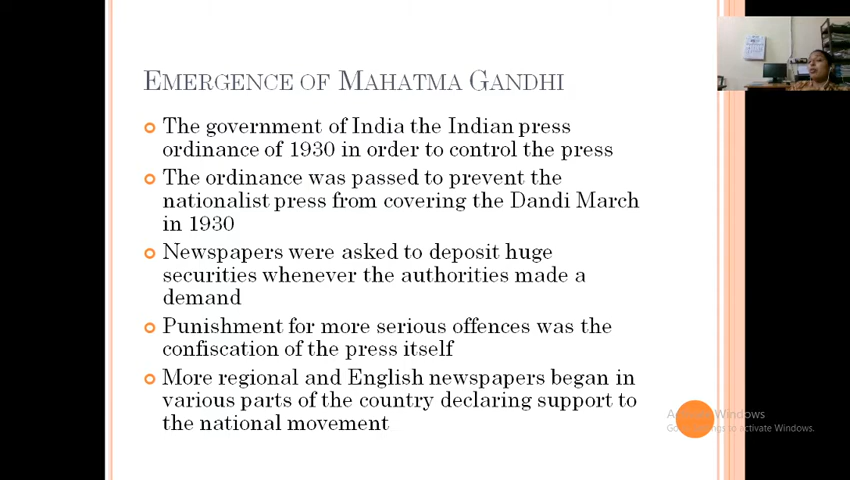 EMERGENCE OF MAHATMA GANDHI
The government of India the Indian press
ordinance of 1930 in order to control the press
The ordinance was passed to prevent the
nationalist press from covering the Dandi March
in 1930
Newspapers were asked to deposit huge
securities whenever the authorities made a
demand
Punishment for more serious offences was the
confiscation of the press itself
More regional and English newspapers began in
various parts of the country declaring support to
the national movement
Activate Windows
Go to Settings to activate Windows.